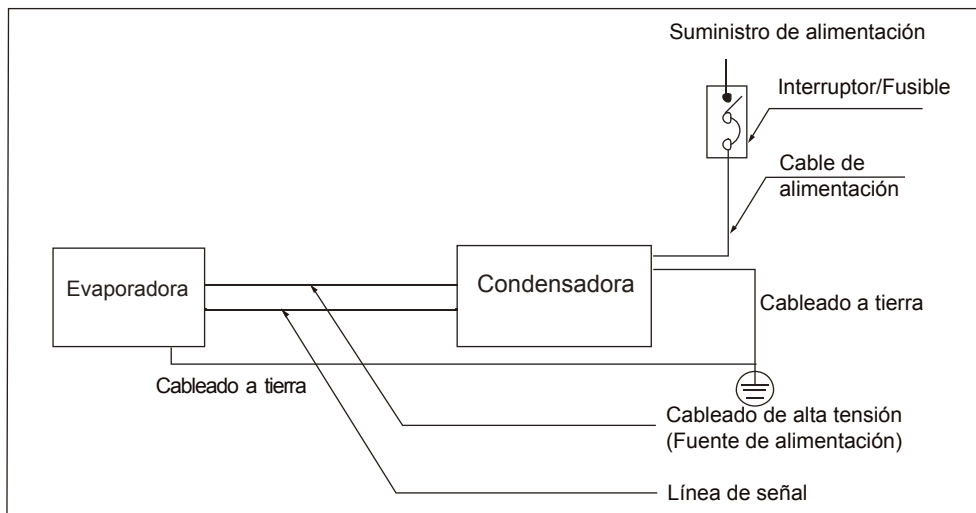 Suministro de alimentación
Interruptor/Fusible
Cable de
alimentación
Evaporadora
Condensadora
Cableado a tierra
Cableado a tierra
Cableado de alta tensión
(Fuente de alimentación)
Línea de señal